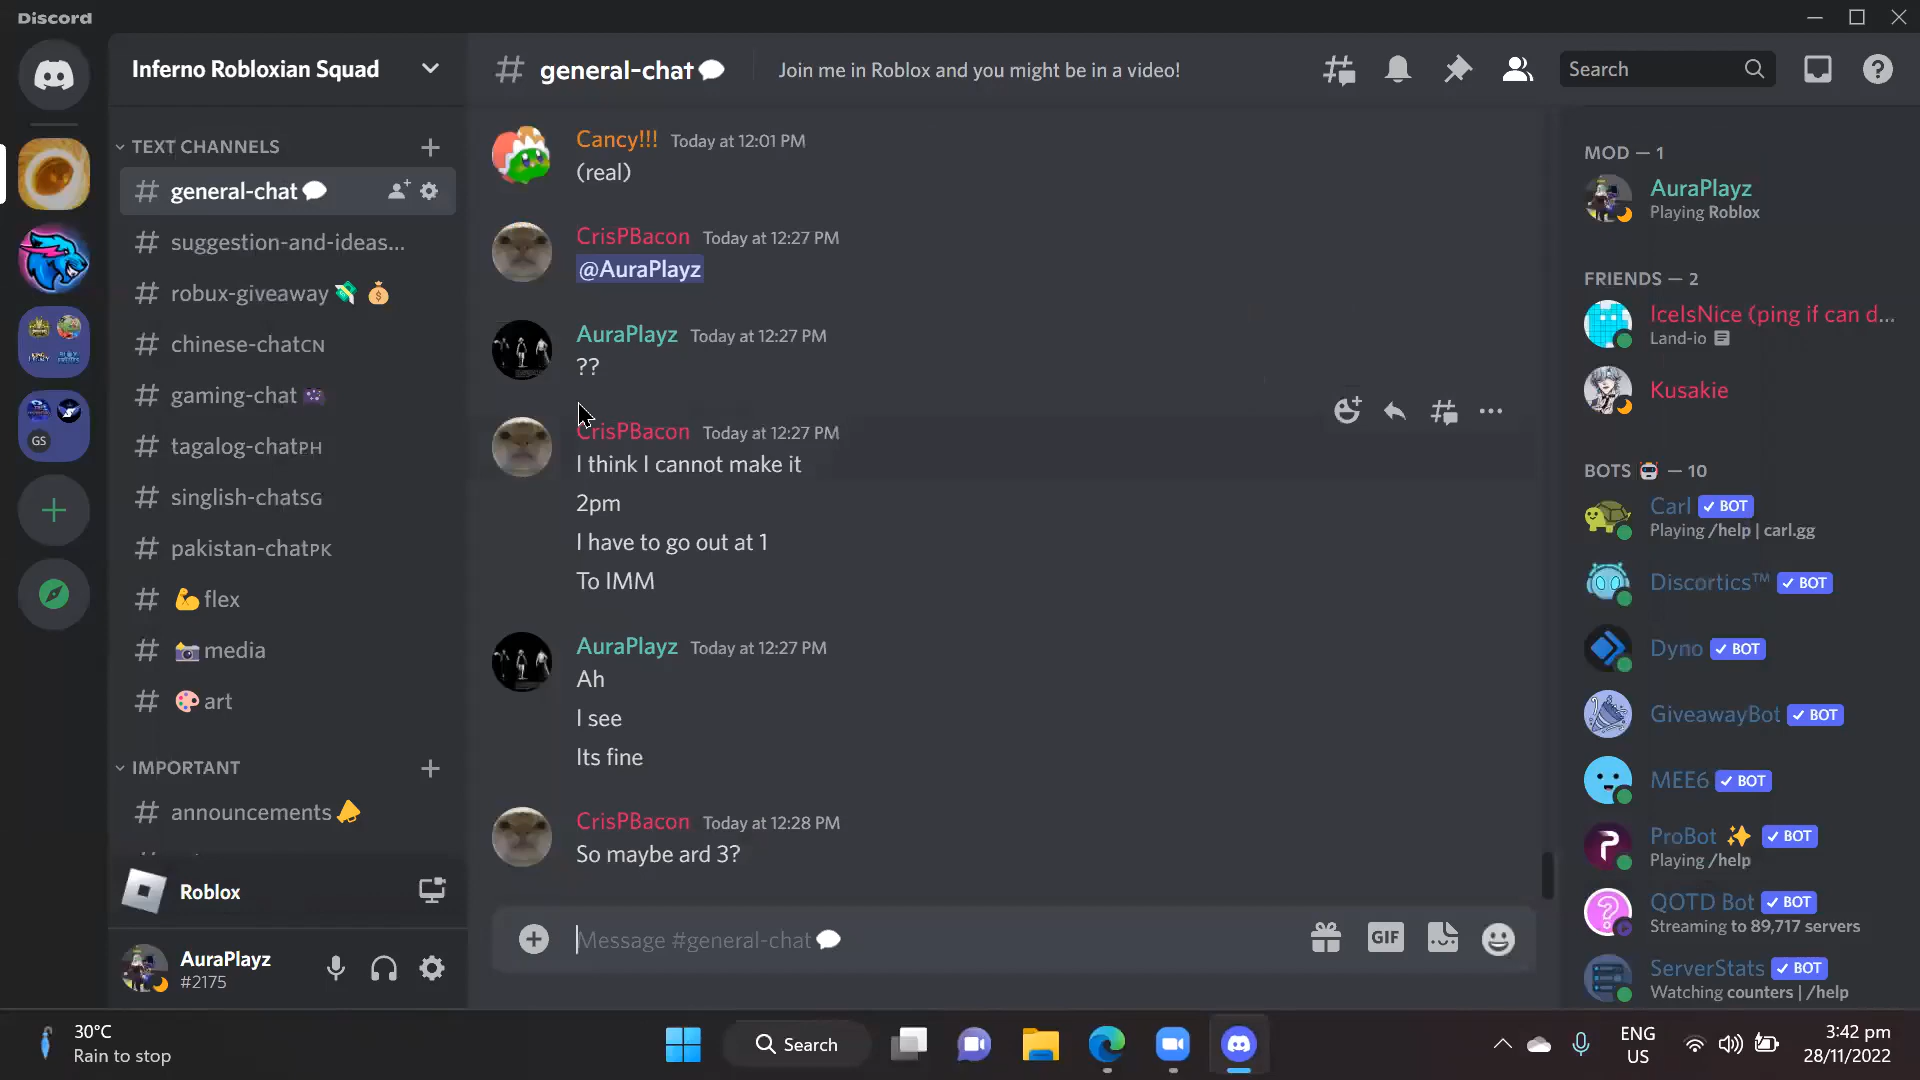 Discord
Inferno Robloxian Squad
general-chat
Join me in Roblox and you might be in a video!
Search
TEXT CHANNELS
general-chat
suggestion-and-ideas...
robux-giveaway
chinese-chatCN
gaming-chat
tagalog-chatPH
singlish-chatSG
pakistan-chatPK
flex
media
art
IMPORTANT
announcements
GS
Roblox
AuraPlayz
#2175
Cancy!!! Today at 12:01 PM
(real)
CrisPBacon Today at 12:27 PM
@AuraPlayz
AuraPlayz Today at 12:27 PM
??
CrisPBacon Today at 12:27 PM
I think I cannot make it
2pm
I have to go out at 1
To IMM
AuraPlayz Today at 12:27 PM
Ah
I see
Its fine
CrisPBacon Today at 12:28 PM
So maybe ard 3?
Message #general-chat
GIF
MOD — 1
AuraPlayz
Playing Roblox
FRIENDS — 2
IceIsNice (ping if can d...
Land-io
Kusakie
BOTS — 10
Carl ✓ BOT
Playing /help | carl.gg
Discortics™ ✓ BOT
Dyno ✓ BOT
GiveawayBot ✓ BOT
MEE6 ✓ BOT
ProBot ✓ BOT
Playing /help
QOTD Bot ✓ BOT
Streaming to 89,717 servers
ServerStats ✓ BOT
Watching counters | /help
30°C
Rain to stop
Search
ENG
US
3:42 pm
28/11/2022